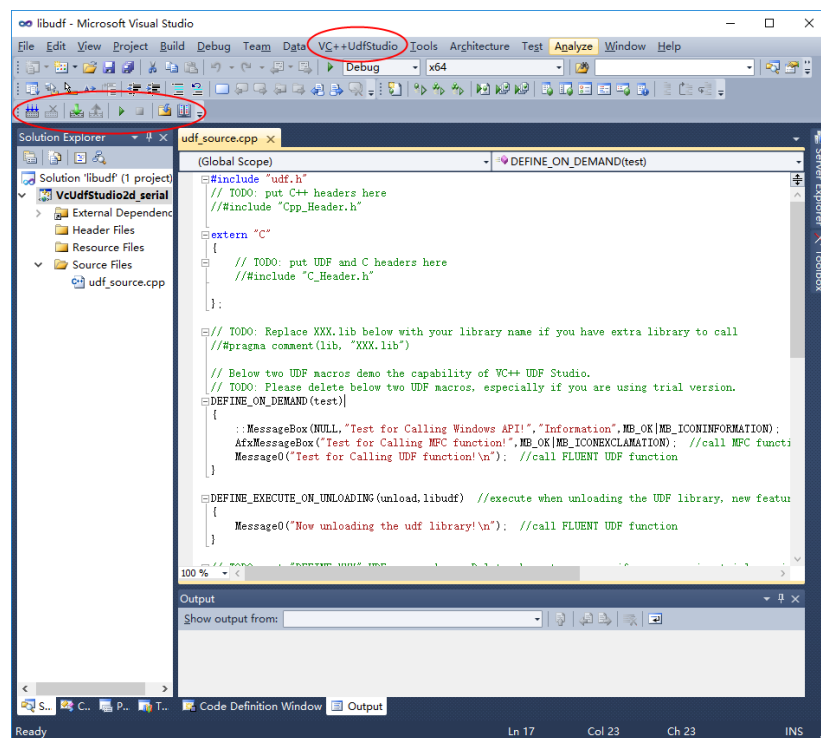 libudf - Microsoft Visual Studio
File Edit View Project Build Debug Team Data VC++UdfStudio Tools Architecture Test Analyze Window Help
Debug x64
Solution Explorer
udf_source.cpp
(Global Scope) DEFINE_ON_DEMAND(test)
Solution 'libudf' (1 project)
VcUdfStudio2d_serial
External Dependenc
Header Files
Resource Files
Source Files
udf_source.cpp
#include "udf.h"
// TODO: put C++ headers here
//#include "Cpp_Header.h"
extern "C"
{
// TODO: put UDF and C headers here
//#include "C_Header.h"
};
// TODO: Replace XXX.lib below with your library name if you have extra library to call
//#pragma comment(lib, "XXX.lib")
// Below two UDF macros demo the capability of VC++ UDF Studio.
// TODO: Please delete below two UDF macros, especially if you are using trial version.
DEFINE_ON_DEMAND(test)
{
::MessageBox(NULL,"Test for Calling Windows API!","Information",MB_OK|MB_ICONINFORMATION);
AfxMessageBox("Test for Calling MFC function!",MB_OK|MB_ICONEXCLAMATION); //call MFC functi
Message0("Test for Calling UDF function!\n"); //call FLUENT UDF function
}
DEFINE_EXECUTE_ON_UNLOADING(unload,libudf) //execute when unloading the UDF library, new featur
{
Message0("Now unloading the udf library!\n"); //call FLUENT UDF function
}
100 %
Output
Show output from:
S... C.. P.. T..
Code Definition Window Output
Ready Ln 17 Col 23 Ch 23 INS
Server Explorer
Toolbox